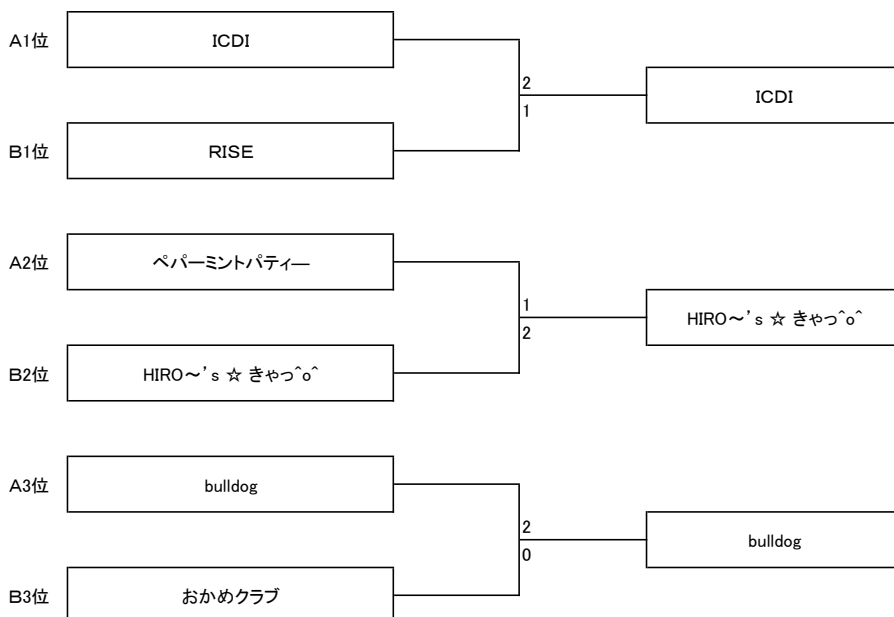 A1位
ICDI
2
1
ICDI
B1位
RISE
A2位
ペパーミントパティ―
1
2
HIRO～'s ☆ きゃっ^o^
B2位
HIRO～'s ☆ きゃっ^o^
A3位
bulldog
2
0
bulldog
B3位
おかめクラブ